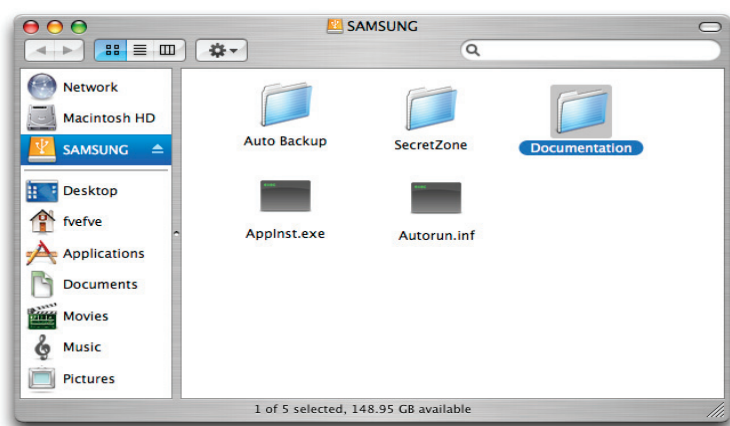 SAMSUNG
Network
Macintosh HD
SAMSUNG
Desktop
fvefve
Applications
Documents
Movies
Music
Pictures
Auto Backup
SecretZone
Documentation
AppInst.exe
Autorun.inf
1 of 5 selected, 148.95 GB available